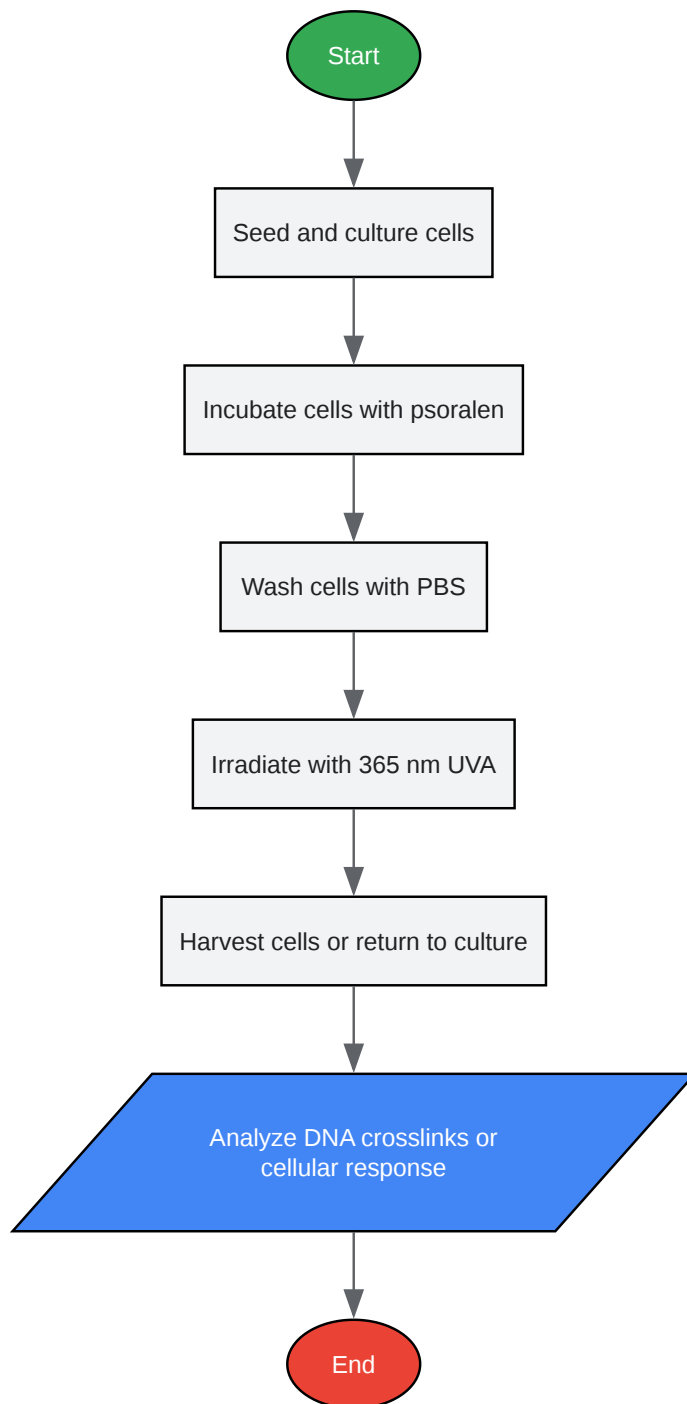 Start
Seed and culture cells
Incubate cells with psoralen
Wash cells with PBS
Irradiate with 365 nm UVA
Harvest cells or return to culture
Analyze DNA crosslinks or
cellular response
End